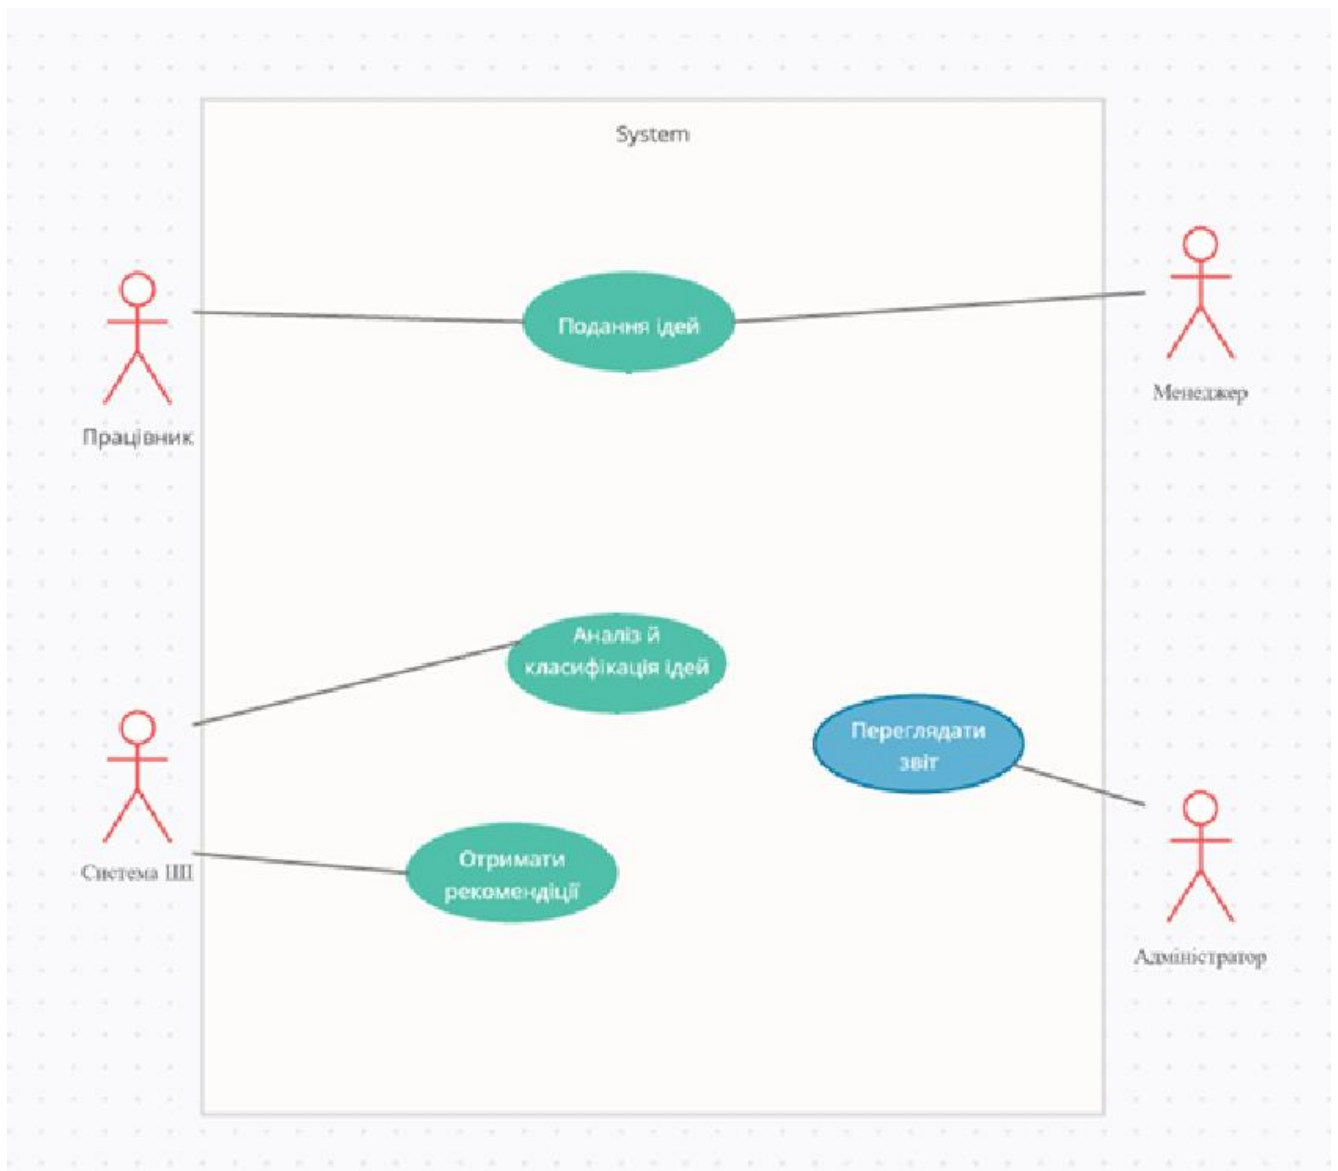 System
Подання ідей
Менеджер
Працівник
Аналіз й
класифікація ідей
Переглядати
звіт
Отримати
рекомендіції
Система ШІ
Адміністратор